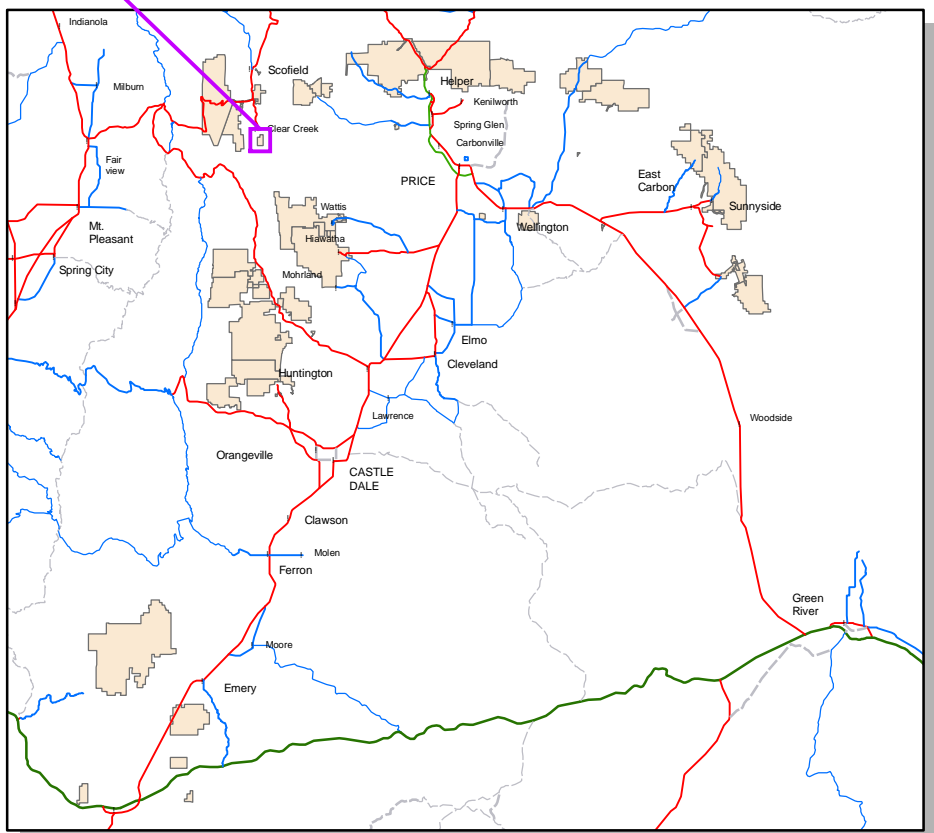 Indianola
Scofield
Helper
Milburn
Kenilworth
Clear Creek
Spring Glen
Carbonville
Fair
view
PRICE
East
Carbon
Wattis
Sunnyside
Mt.
Pleasant
Wellington
Hiawatha
Spring City
Mohrland
Elmo
Cleveland
Huntington
Lawrence
Woodside
Orangeville
CASTLE
DALE
Clawson
Molen
Ferron
Green
River
Moore
Emery